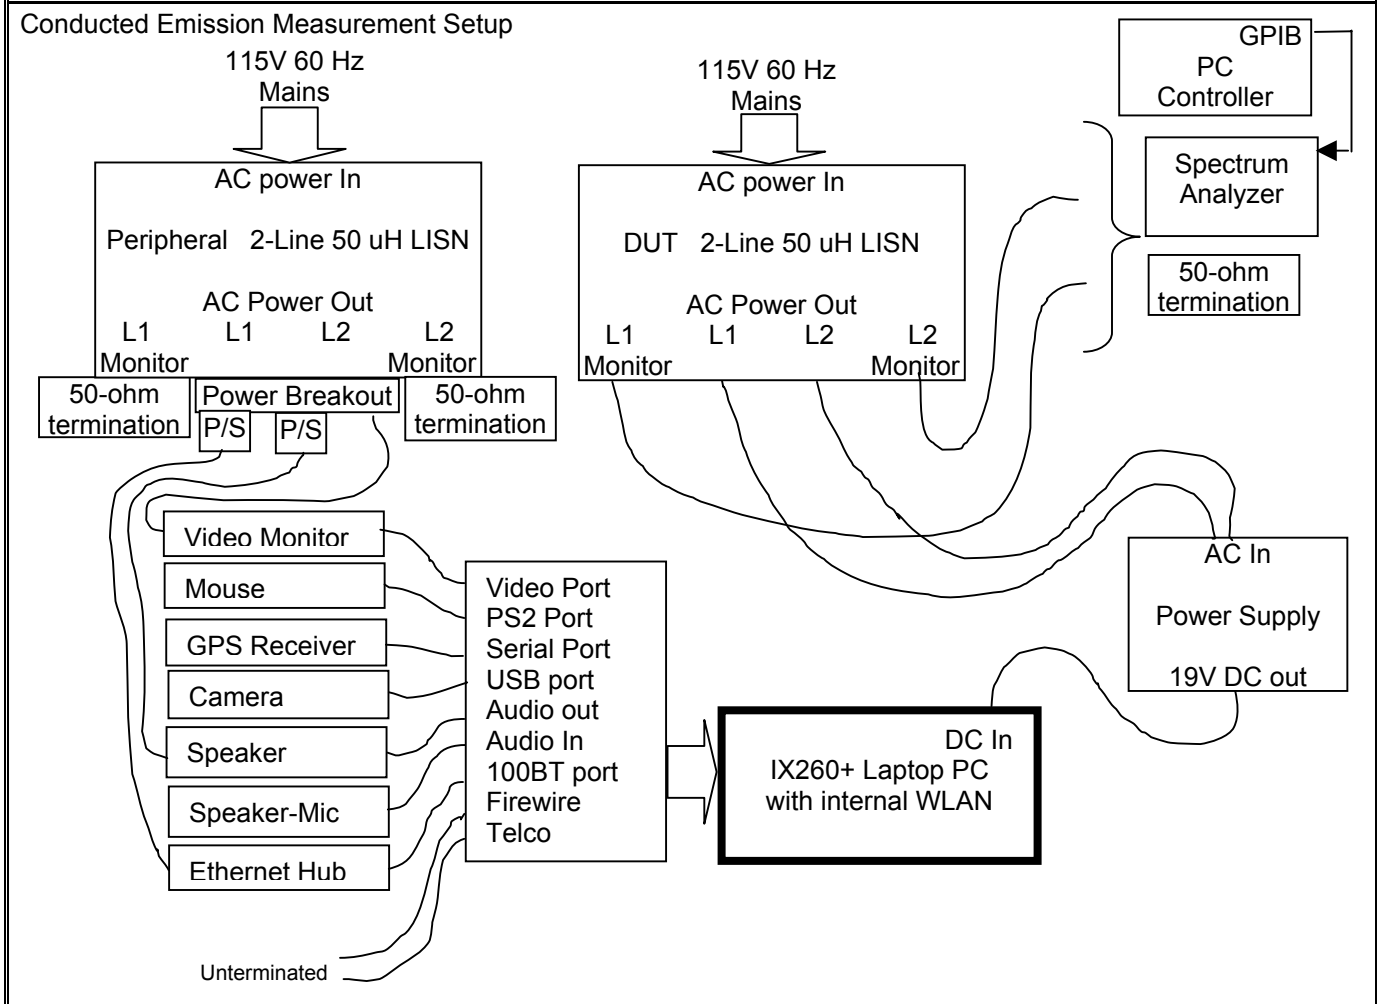 Conducted Emission Measurement Setup
115V 60 Hz
Mains
AC power In
Peripheral 2-Line 50 uH LISN
AC Power Out
L1 L1 L2 L2
Monitor Monitor
50-ohm
termination
Power Breakout
50-ohm
termination
P/S P/S
115V 60 Hz
Mains
AC power In
DUT 2-Line 50 uH LISN
AC Power Out
L1 L1 L2 L2
Monitor Monitor
GPIB
PC
Controller
Spectrum
Analyzer
50-ohm
termination
Video Monitor
Mouse
GPS Receiver
Camera
Speaker
Speaker-Mic
Ethernet Hub
Unterminated
Video Port
PS2 Port
Serial Port
USB port
Audio out
Audio In
100BT port
Firewire
Telco
DC In
IX260+ Laptop PC
with internal WLAN
AC In
Power Supply
19V DC out